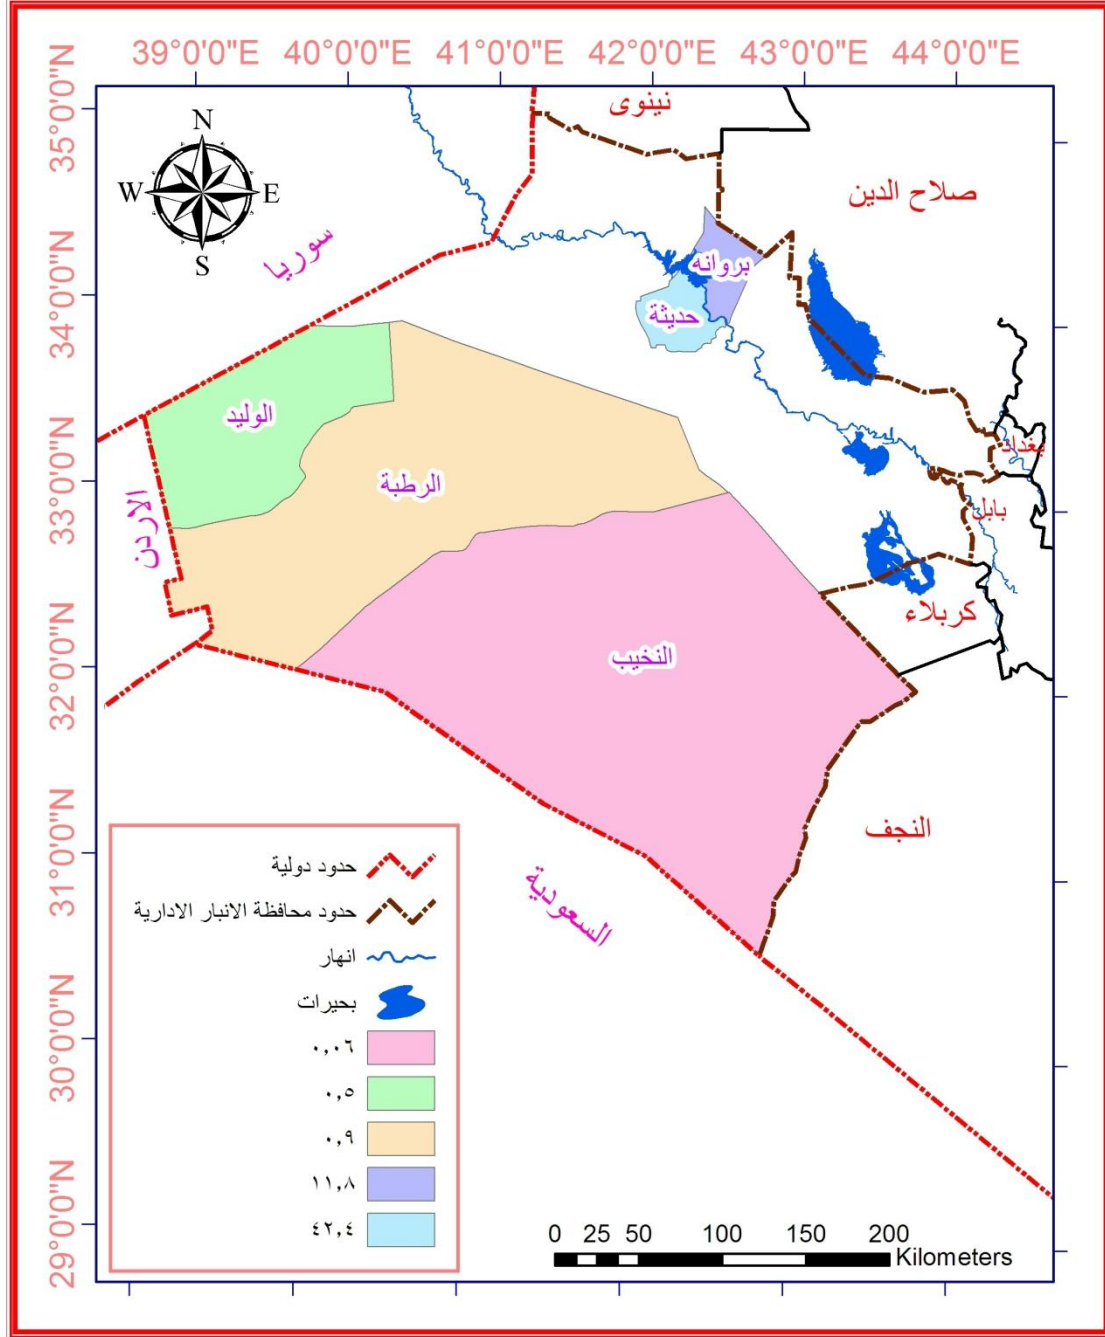 39°0'0"E 40°0'0"E 41°0'0"E 42°0'0"E 43°0'0"E 44°0'0"E
35°0'0"N
34°0'0"N
33°0'0"N
32°0'0"N
31°0'0"N
30°0'0"N
29°0'0"N
N
W E
S
نينوى
صلاح الدين
سوريا
بروانه
حديثة
الوليد
الرطبة
بغداد
بابل
الاردن
كربلاء
النخيب
النجف
السعودية
حدود دولية
حدود محافظة الانبار الادارية
انهار
بحيرات
٠,٠٦
٠,٥
٠,٩
١١,٨
٤٢,٤
0 25 50 100 150 200
Kilometers